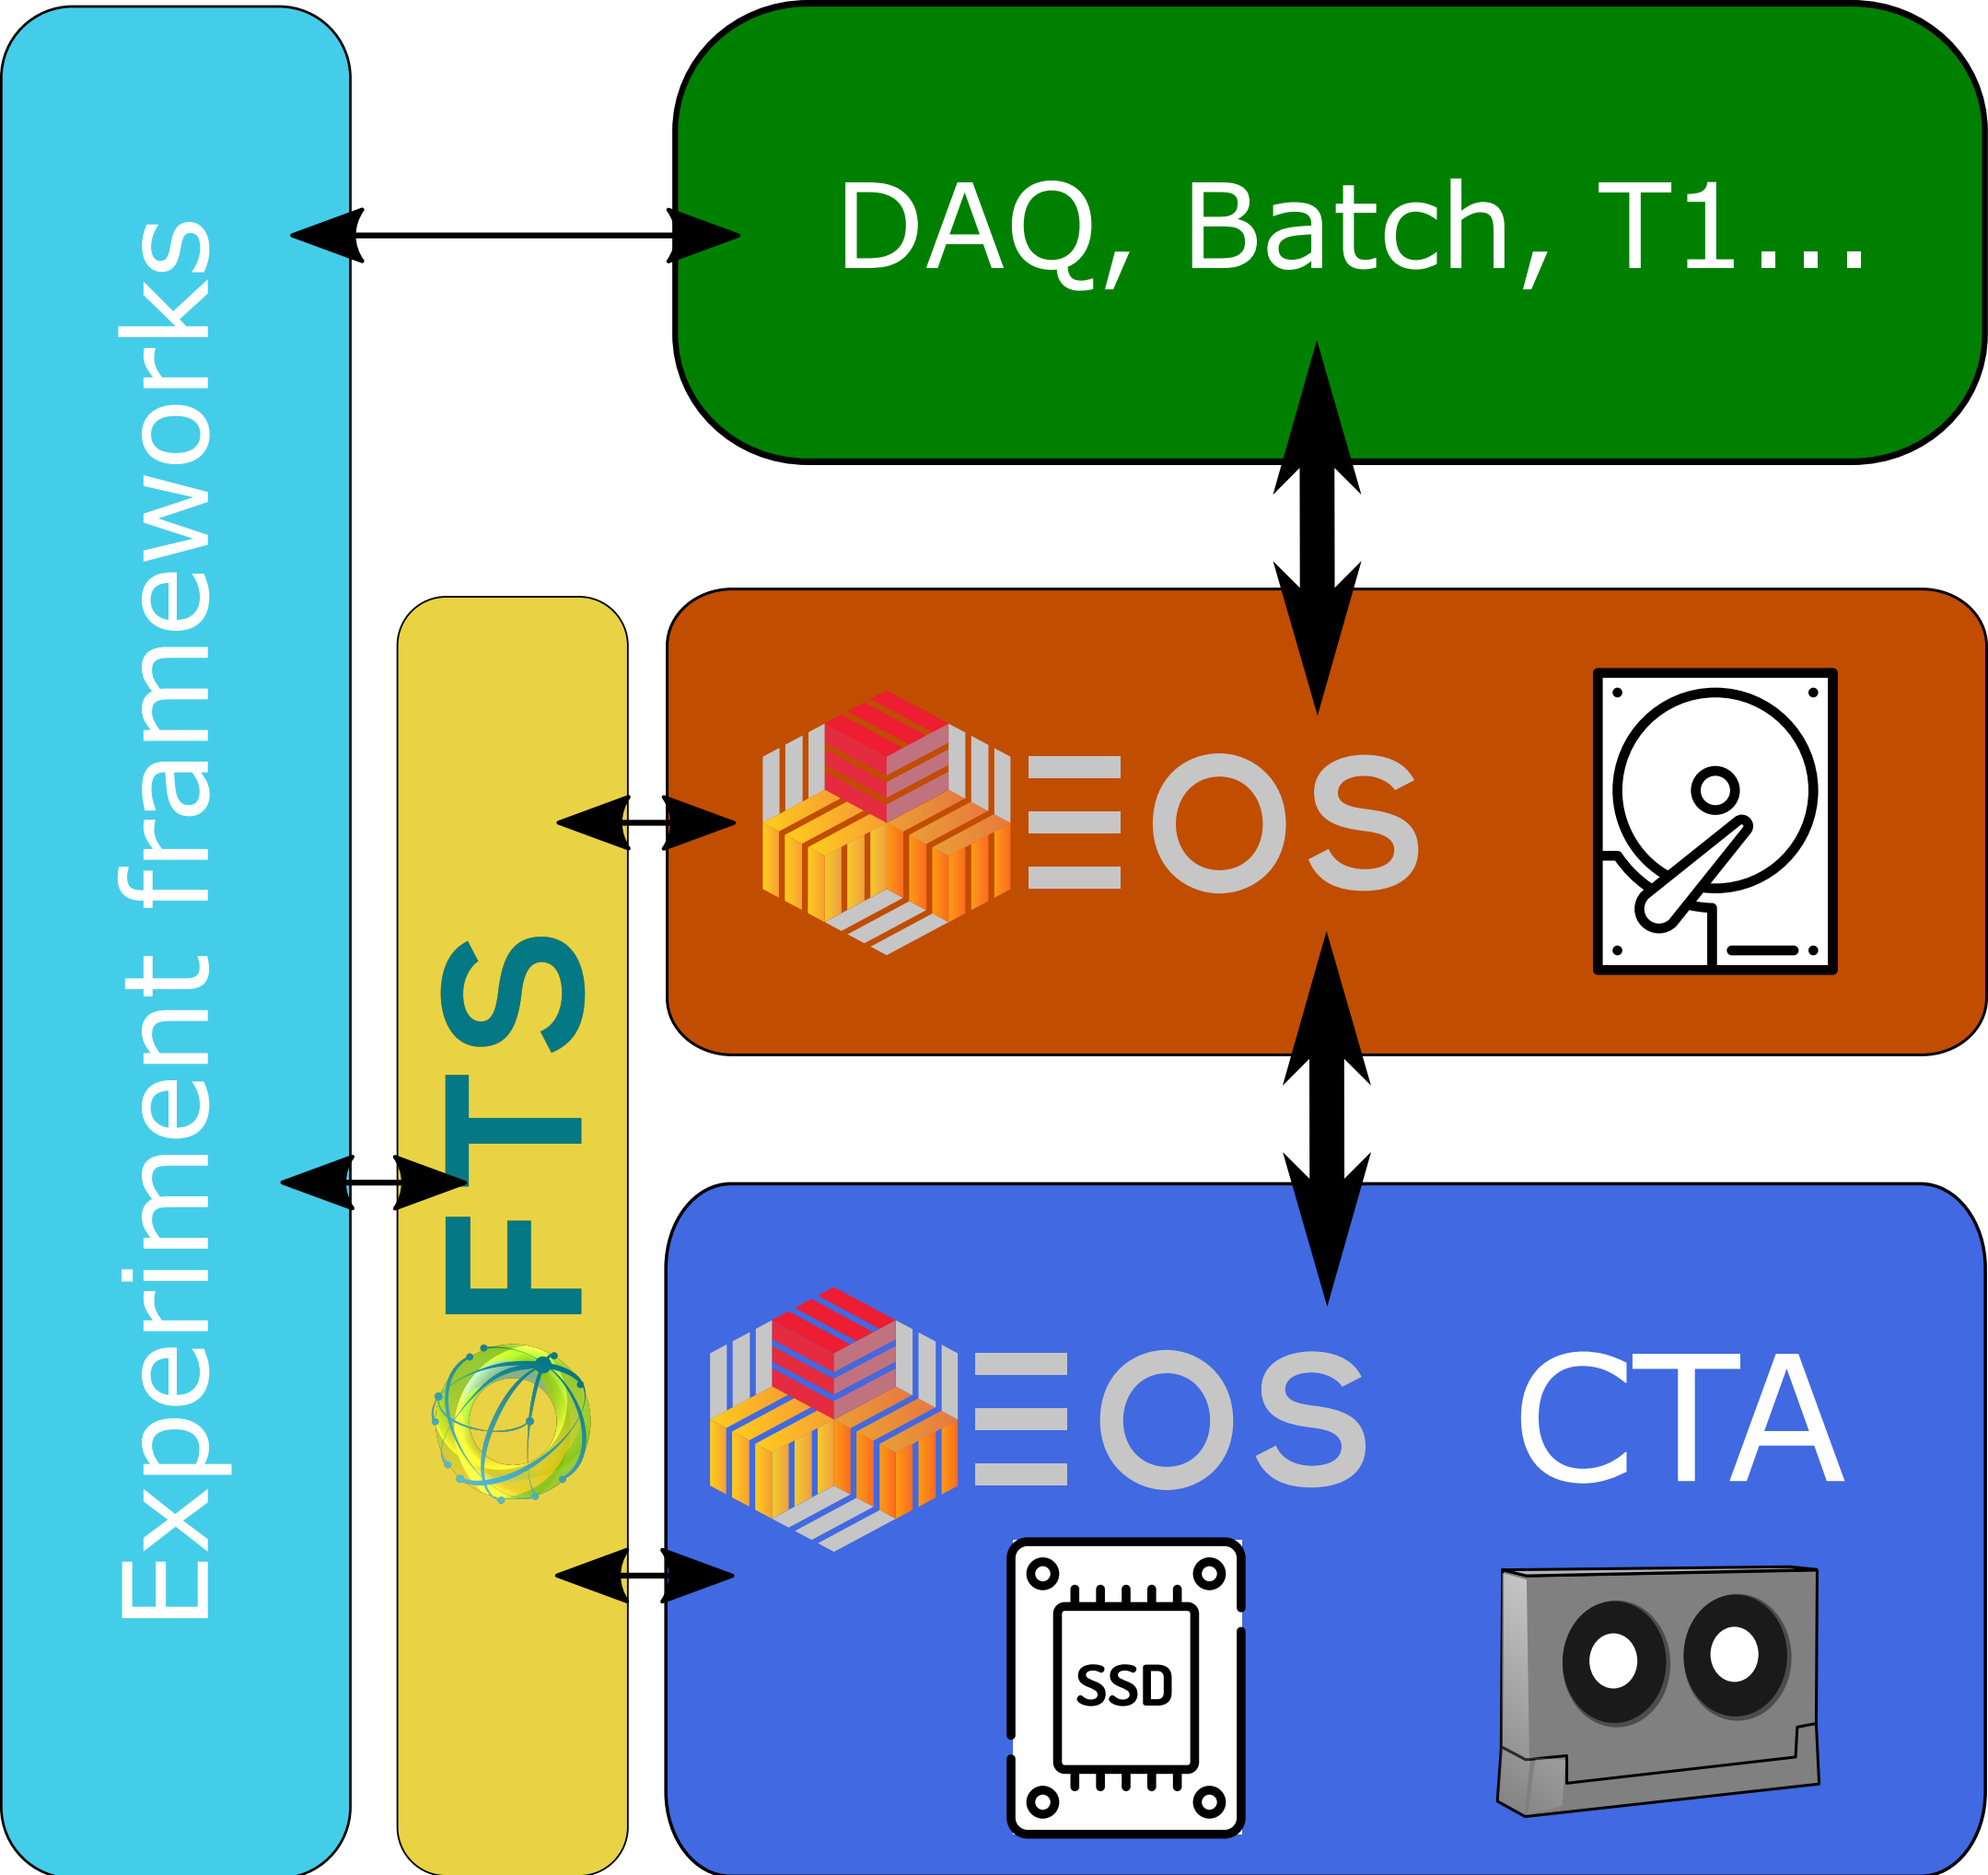 Experiment frameworks
DAQ, Batch, T1...
FTS
EOS
EOS CTA
SSD